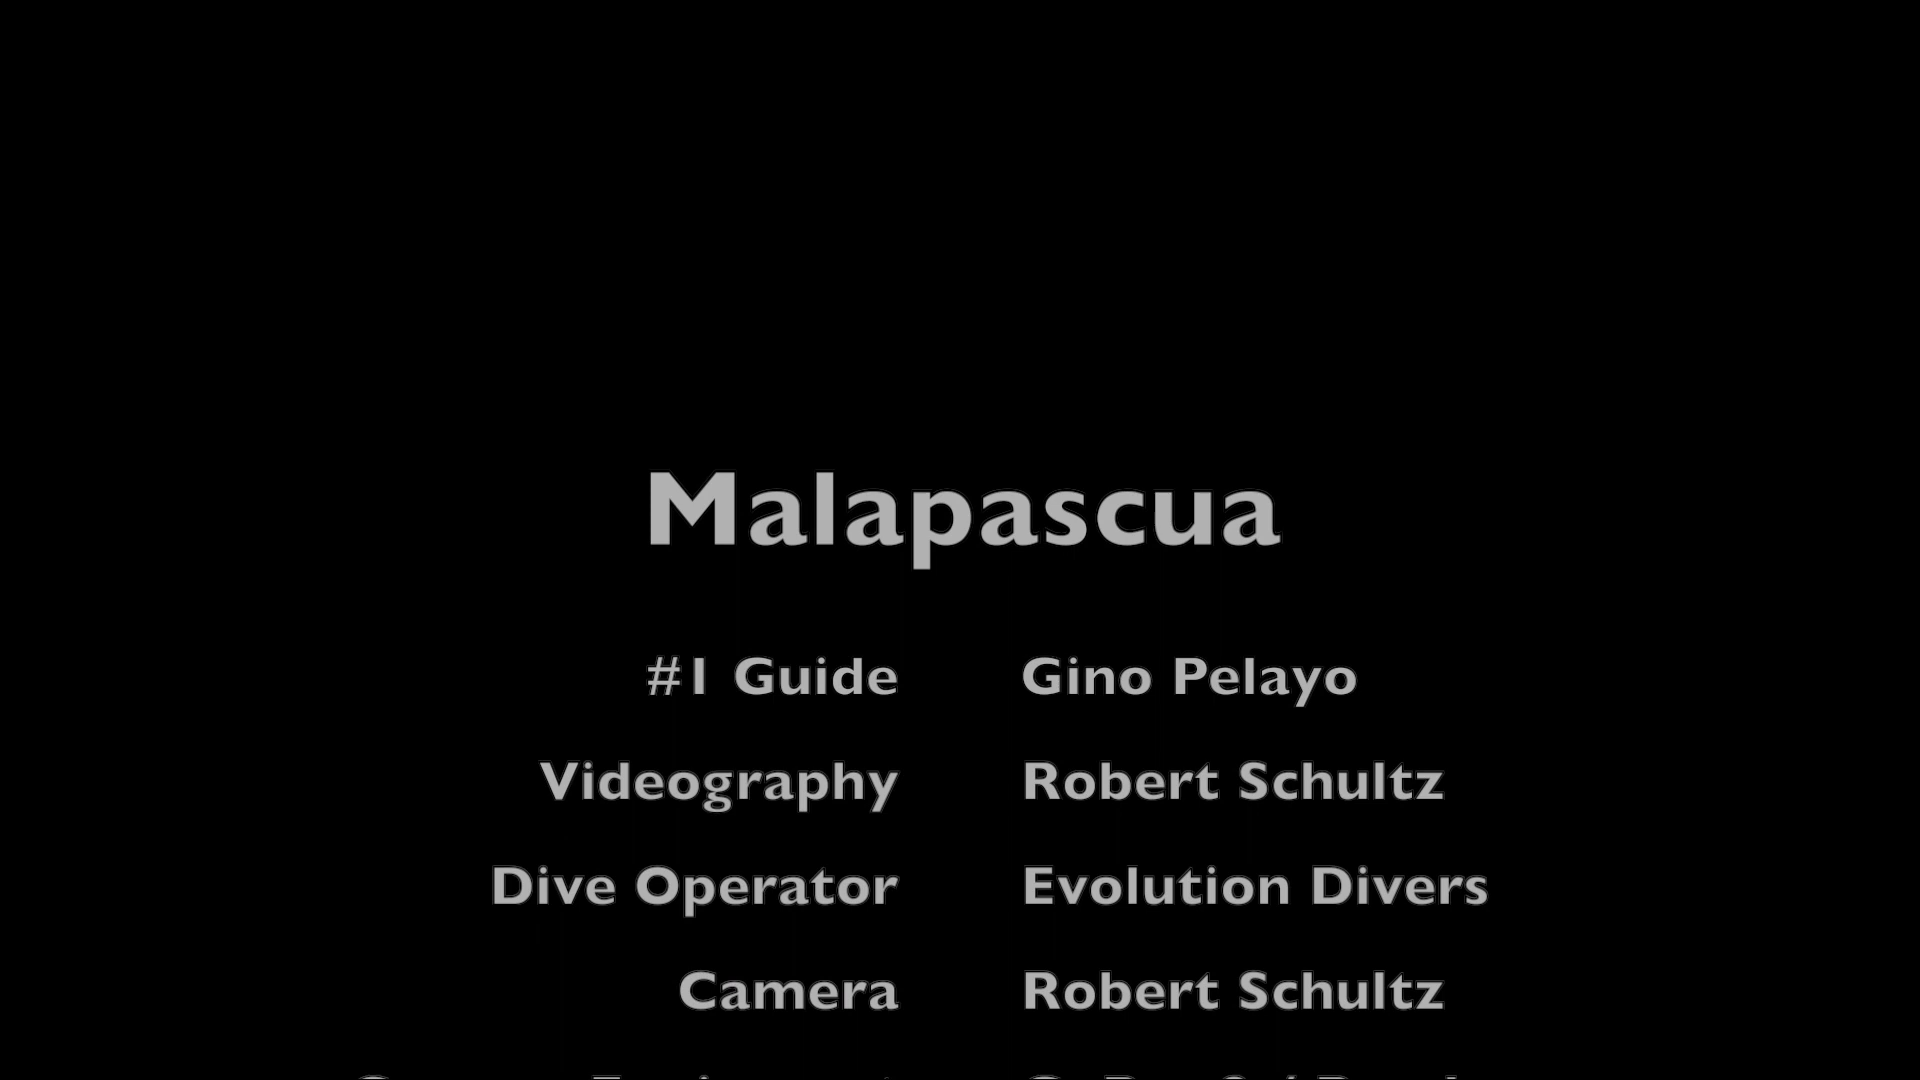 Malapascua
#1 Guide Gino Pelayo
Videography Robert Schultz
Dive Operator Evolution Divers
Camera Robert Schultz